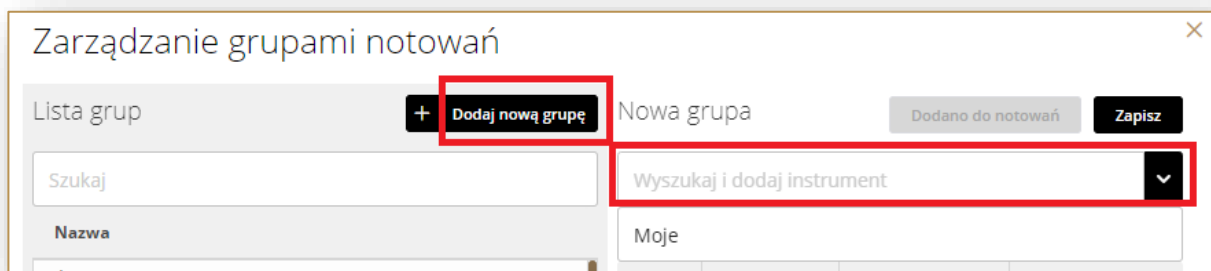 Zarządzanie grupami notowań
Lista grup
+ Dodaj nową grupę
Nowa grupa
Dodano do notowań
Zapisz
Szukaj
Wyszukaj i dodaj instrument
Nazwa
Moje